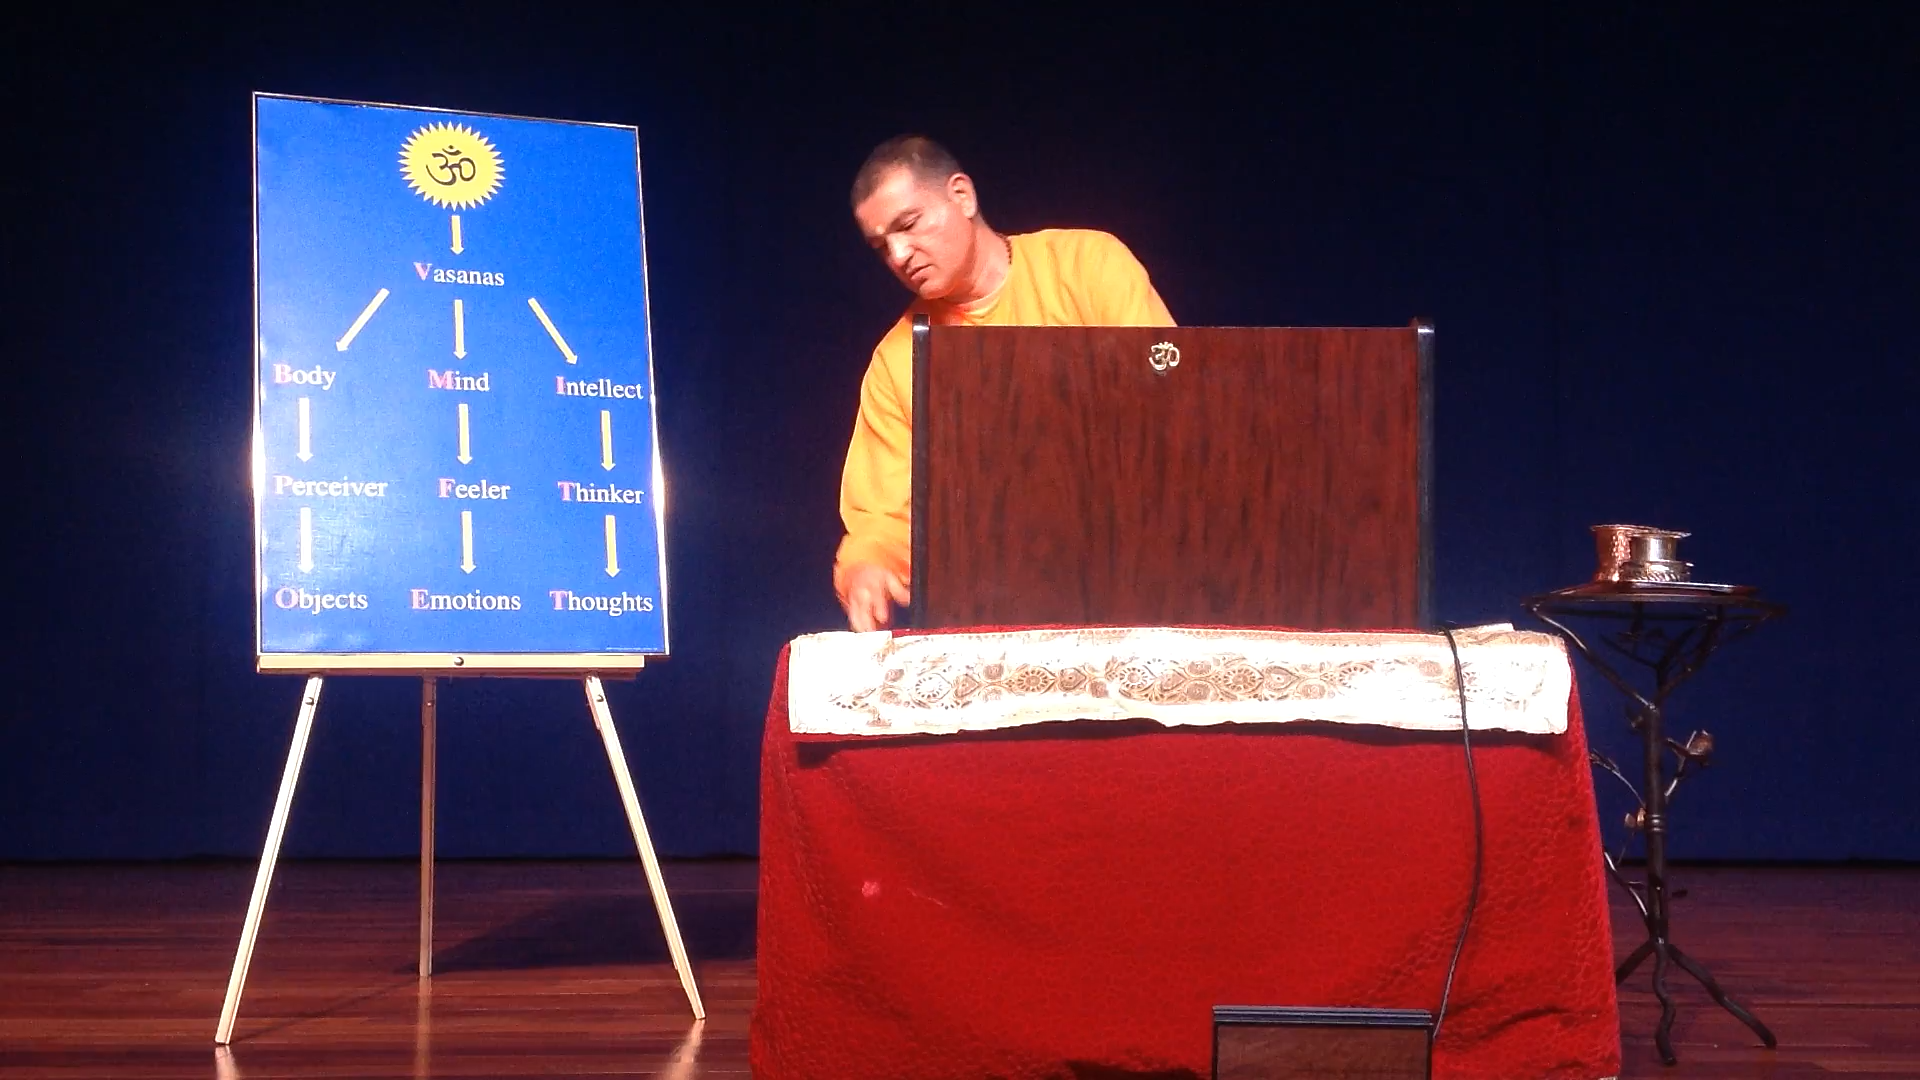 ॐ
Vasanas
Body Mind Intellect
Perceiver Feeler Thinker
Objects Emotions Thoughts
ॐ